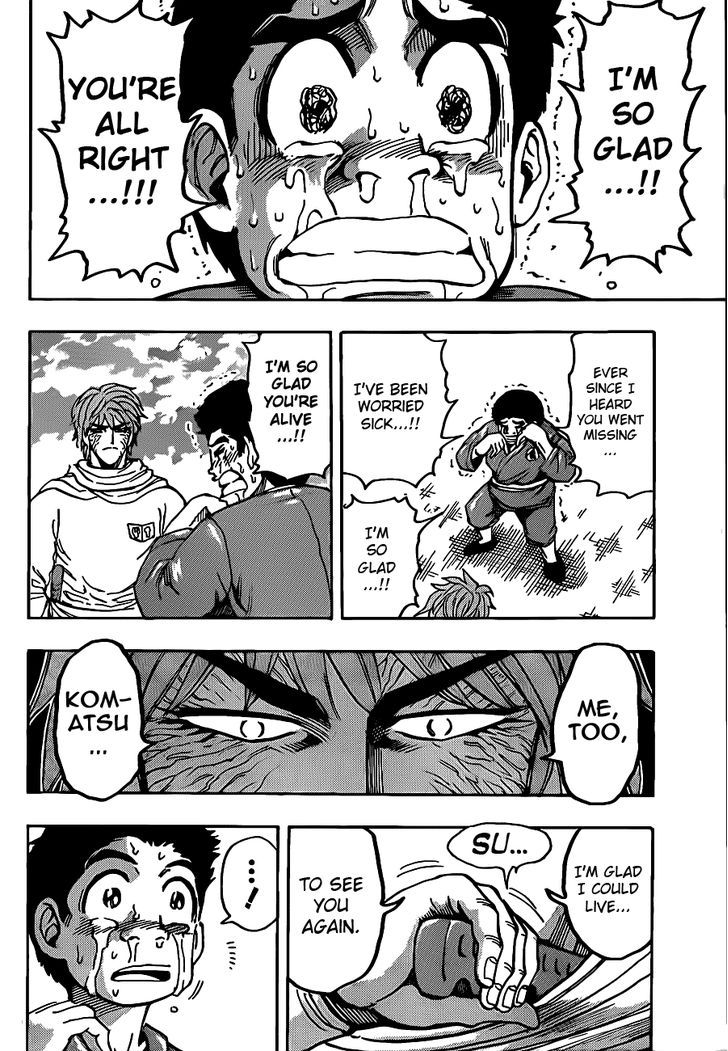 I'M
SO
GLAD
...!!
YOU'RE
ALL
RIGHT
...!!!
EVER
SINCE I
HEARD
YOU WENT
MISSING
...
I'VE BEEN
WORRIED
SICK...!!
I'M
SO
GLAD
...!!
I'M SO
GLAD
YOU'RE
ALIVE
...!!
ME,
TOO,
KOM-
ATSU
...
I'M GLAD
I COULD
LIVE...
SU...
TO SEE
YOU
AGAIN.
...!